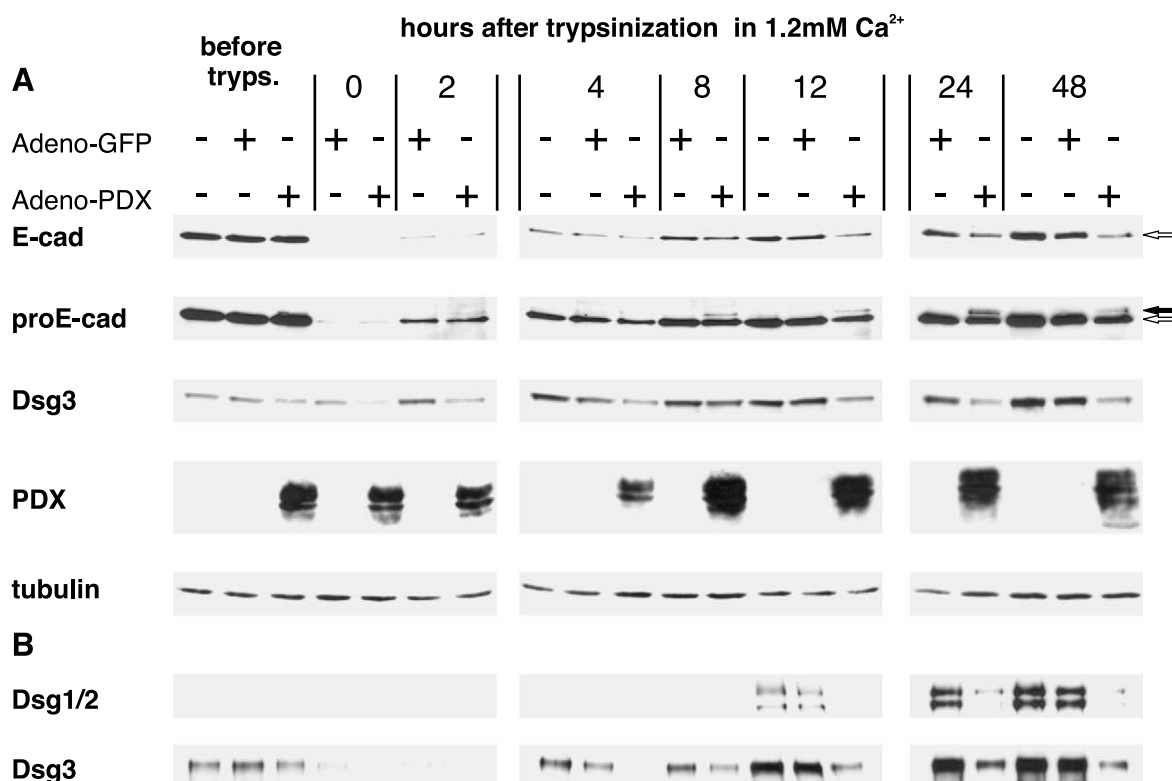 hours after trypsinization in 1.2mM Ca²⁺
before
tryps.
A 0 2 4 8 12 24 48
Adeno-GFP - + - + - + - - + - + - - + - + - - + -
Adeno-PDX - - + - + - + - - + - + - - + - + - - +
E-cad
proE-cad
Dsg3
PDX
tubulin
B
Dsg1/2
Dsg3